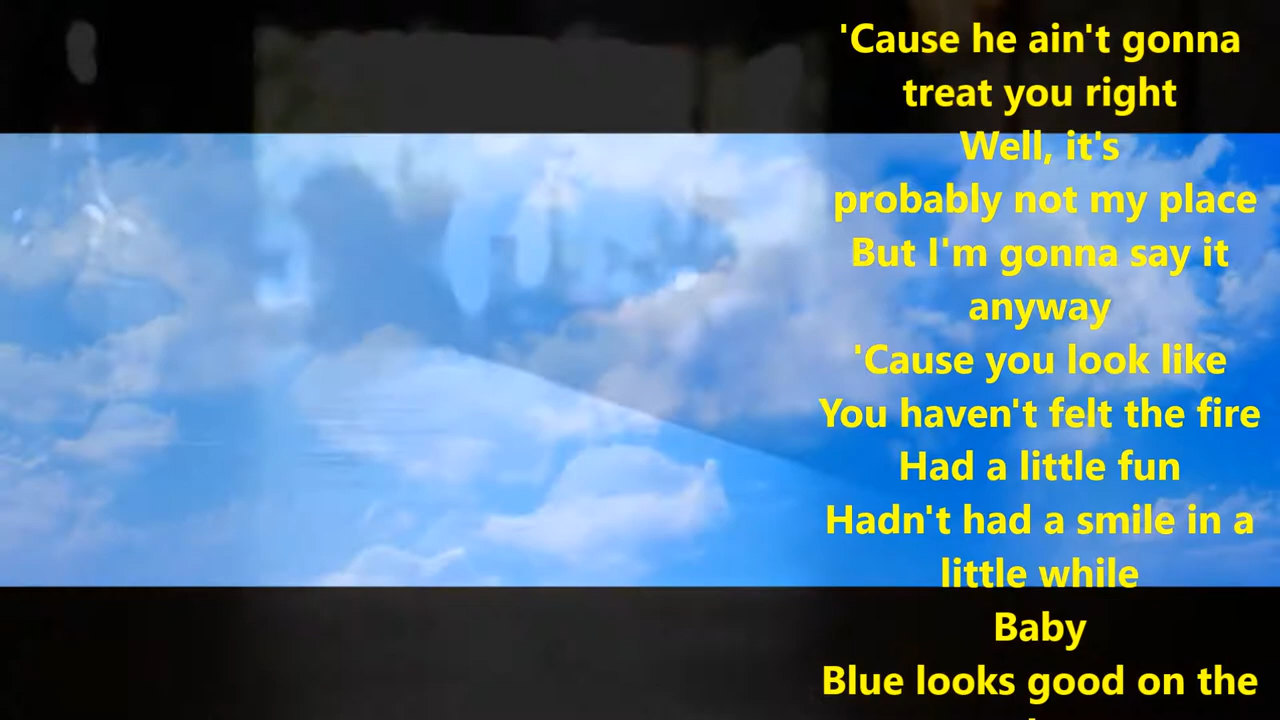 'Cause he ain't gonna
treat you right
Well, it's
probably not my place
But I'm gonna say it
anyway
'Cause you look like
You haven't felt the fire
Had a little fun
Hadn't had a smile in a
little while
Baby
Blue looks good on the